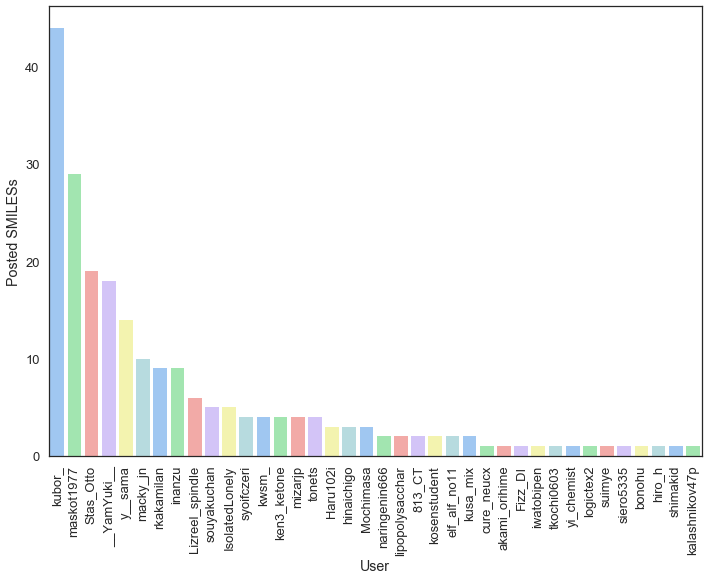 Posted SMILESs
40
30
20
10
0
kubor_
maskot1977
Stas_Otto
__YamYuki__
y__sama
macky_jn
rkakamilan
inanzu
Lizreel_spindle
souyakuchan
IsolatedLonely
syoifczeri
kwsm_
ken3_ketone
mizarjp
tonets
Haru102i
hinaichigo
Mochimasa
naringenin666
lipopolysacchar
813_CT
kosenstudent
elf_alf_no11
kusa_mix
cure_neucx
akami_orihime
Fizz_DI
iwatobipen
tkochi0603
yl_chemist
logictex2
suimye
siero5335
bonohu
hiro_h
shimakid
kalashnikov47p
User